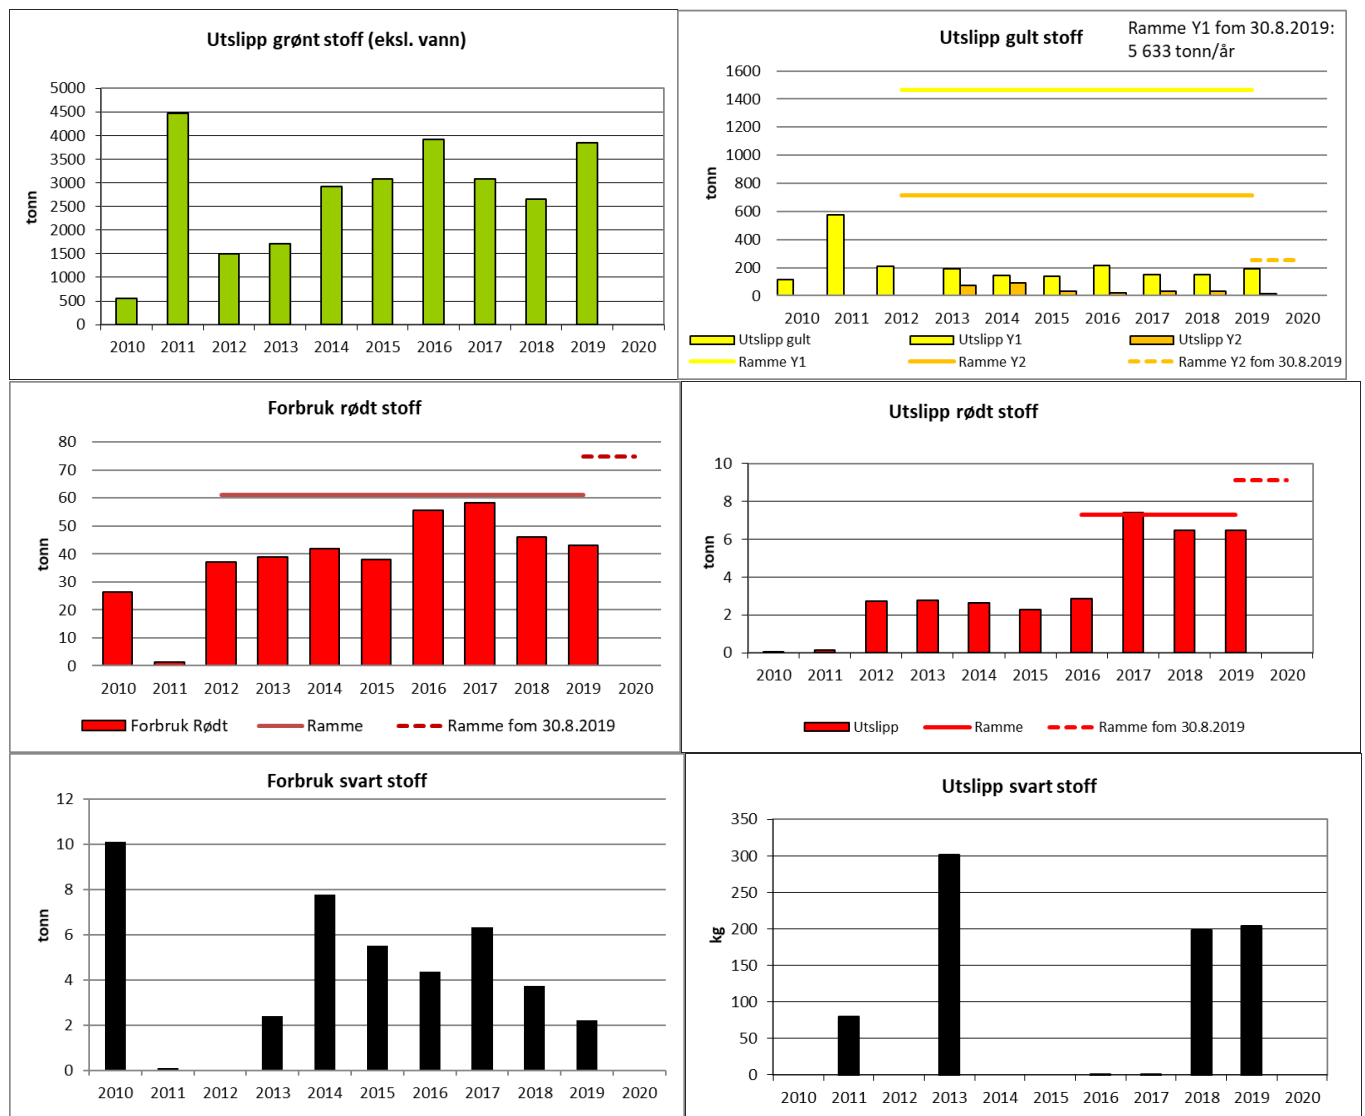 Utslipp grønt stoff (eksl. vann)
tonn
5000
4500
4000
3500
3000
2500
2000
1500
1000
500
0
2010 2011 2012 2013 2014 2015 2016 2017 2018 2019 2020
Utslipp gult stoff
Ramme Y1 fom 30.8.2019:
5 633 tonn/år
tonn
1600
1400
1200
1000
800
600
400
200
0
2010 2011 2012 2013 2014 2015 2016 2017 2018 2019 2020
Utslipp gult Utslipp Y1 Utslipp Y2
Ramme Y1 Ramme Y2 Ramme Y2 fom 30.8.2019
Forbruk rødt stoff
tonn
80
70
60
50
40
30
20
10
0
2010 2011 2012 2013 2014 2015 2016 2017 2018 2019 2020
Forbruk Rødt Ramme Ramme fom 30.8.2019
Utslipp rødt stoff
tonn
10
8
6
4
2
0
2010 2011 2012 2013 2014 2015 2016 2017 2018 2019 2020
Utslipp Ramme Ramme fom 30.8.2019
Forbruk svart stoff
tonn
12
10
8
6
4
2
0
2010 2011 2012 2013 2014 2015 2016 2017 2018 2019 2020
Utslipp svart stoff
kg
350
300
250
200
150
100
50
0
2010 2011 2012 2013 2014 2015 2016 2017 2018 2019 2020